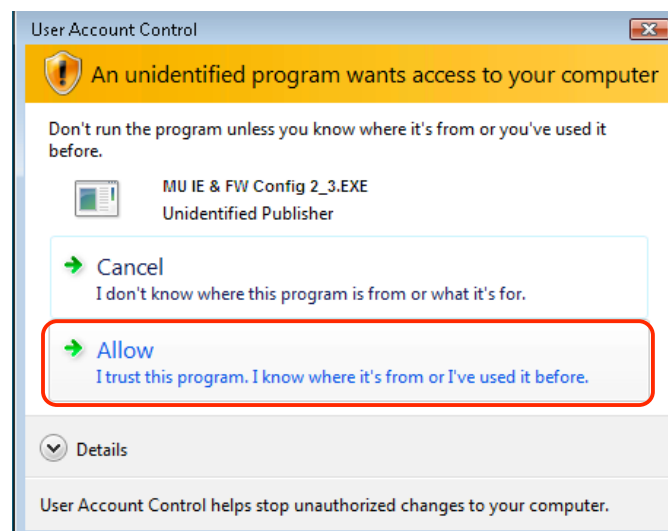 User Account Control
An unidentified program wants access to your computer
Don't run the program unless you know where it's from or you've used it
before.
MU IE & FW Config 2_3.EXE
Unidentified Publisher
Cancel
I don't know where this program is from or what it's for.
Allow
I trust this program. I know where it's from or I've used it before.
Details
User Account Control helps stop unauthorized changes to your computer.